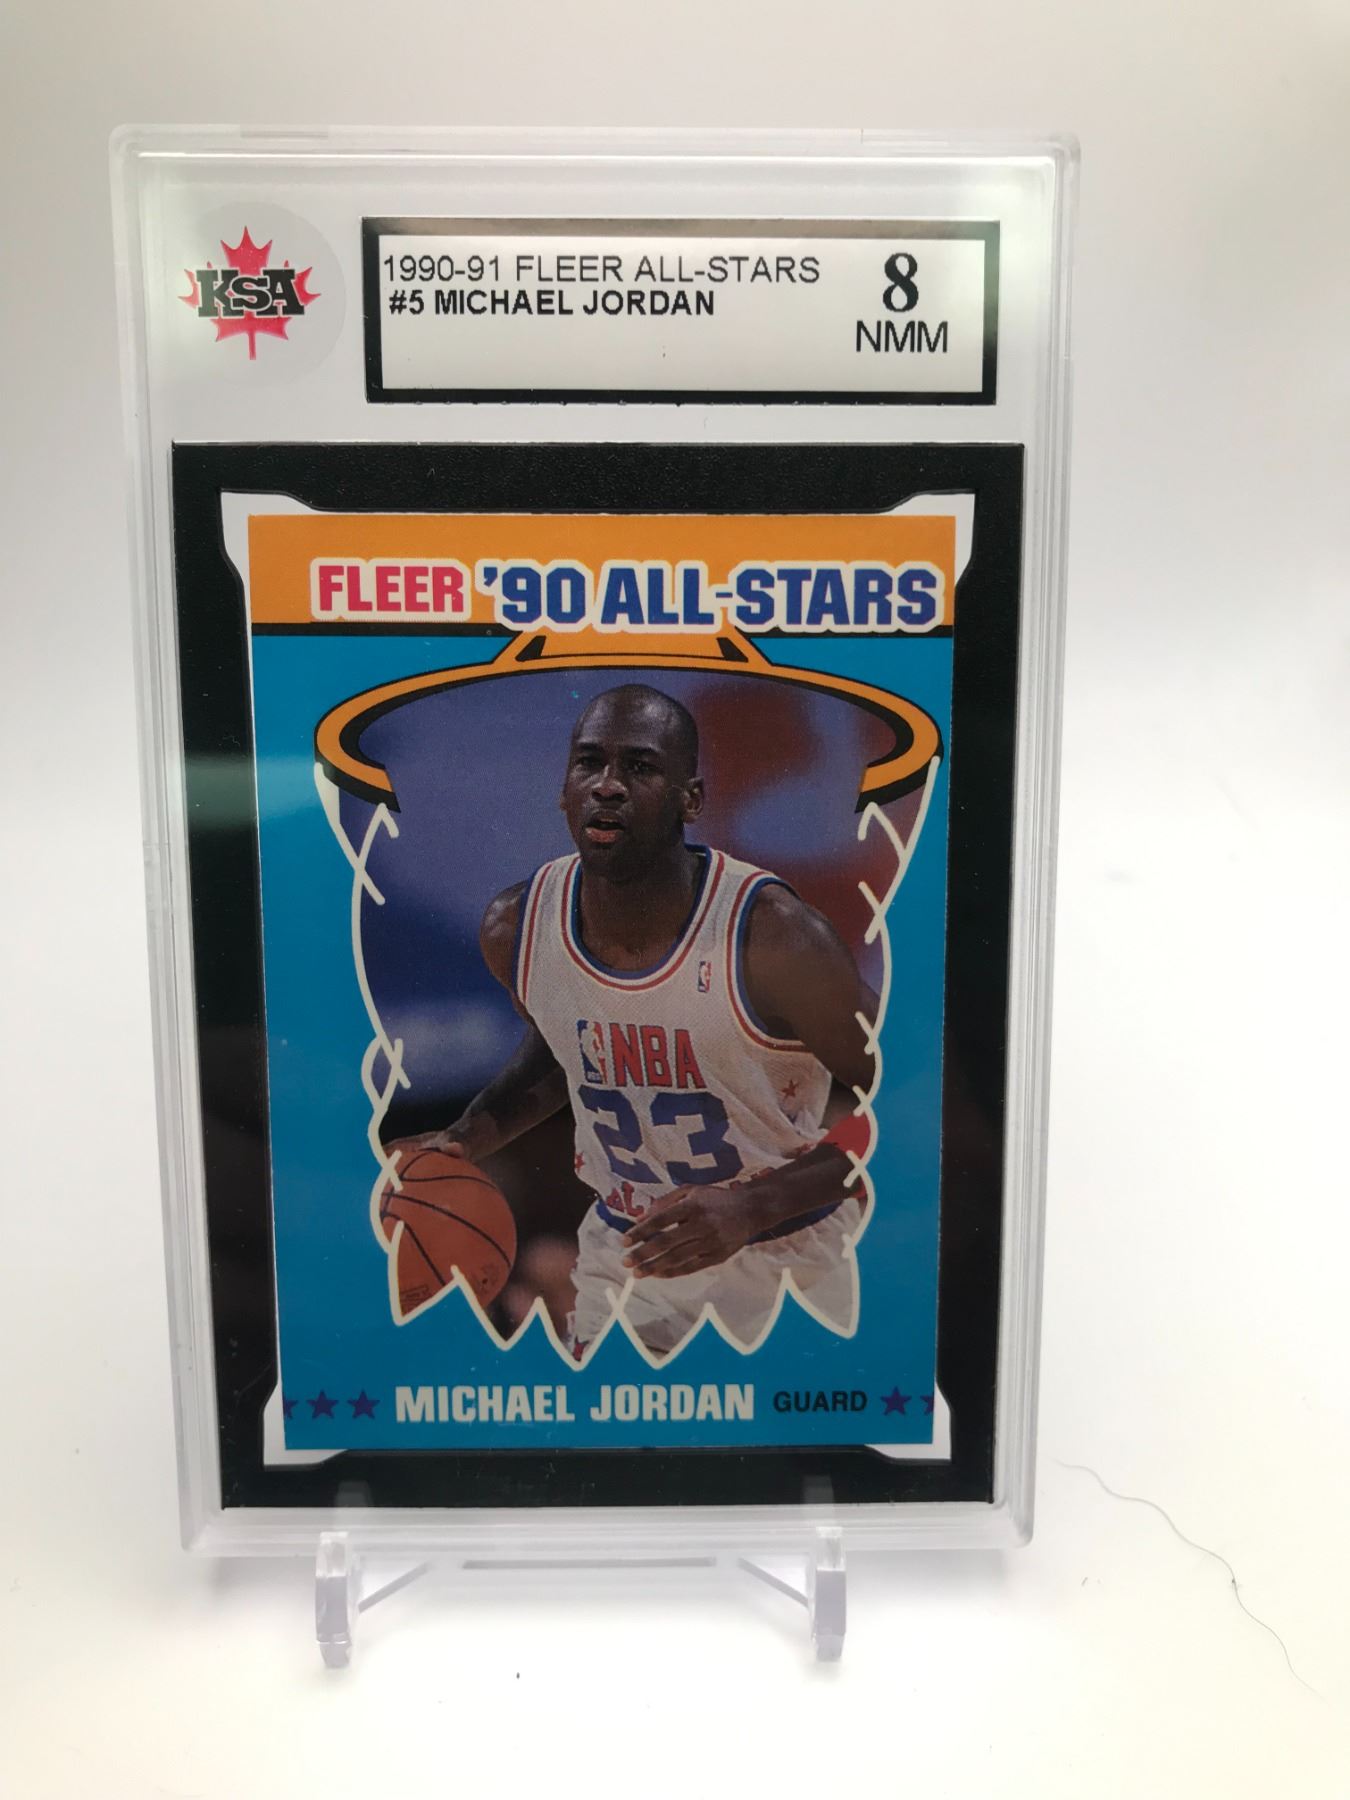 KSA
1990-91 FLEER ALL-STARS
#5 MICHAEL JORDAN
8
NMM
FLEER '90 ALL-STARS
NBA
23
MICHAEL JORDAN GUARD